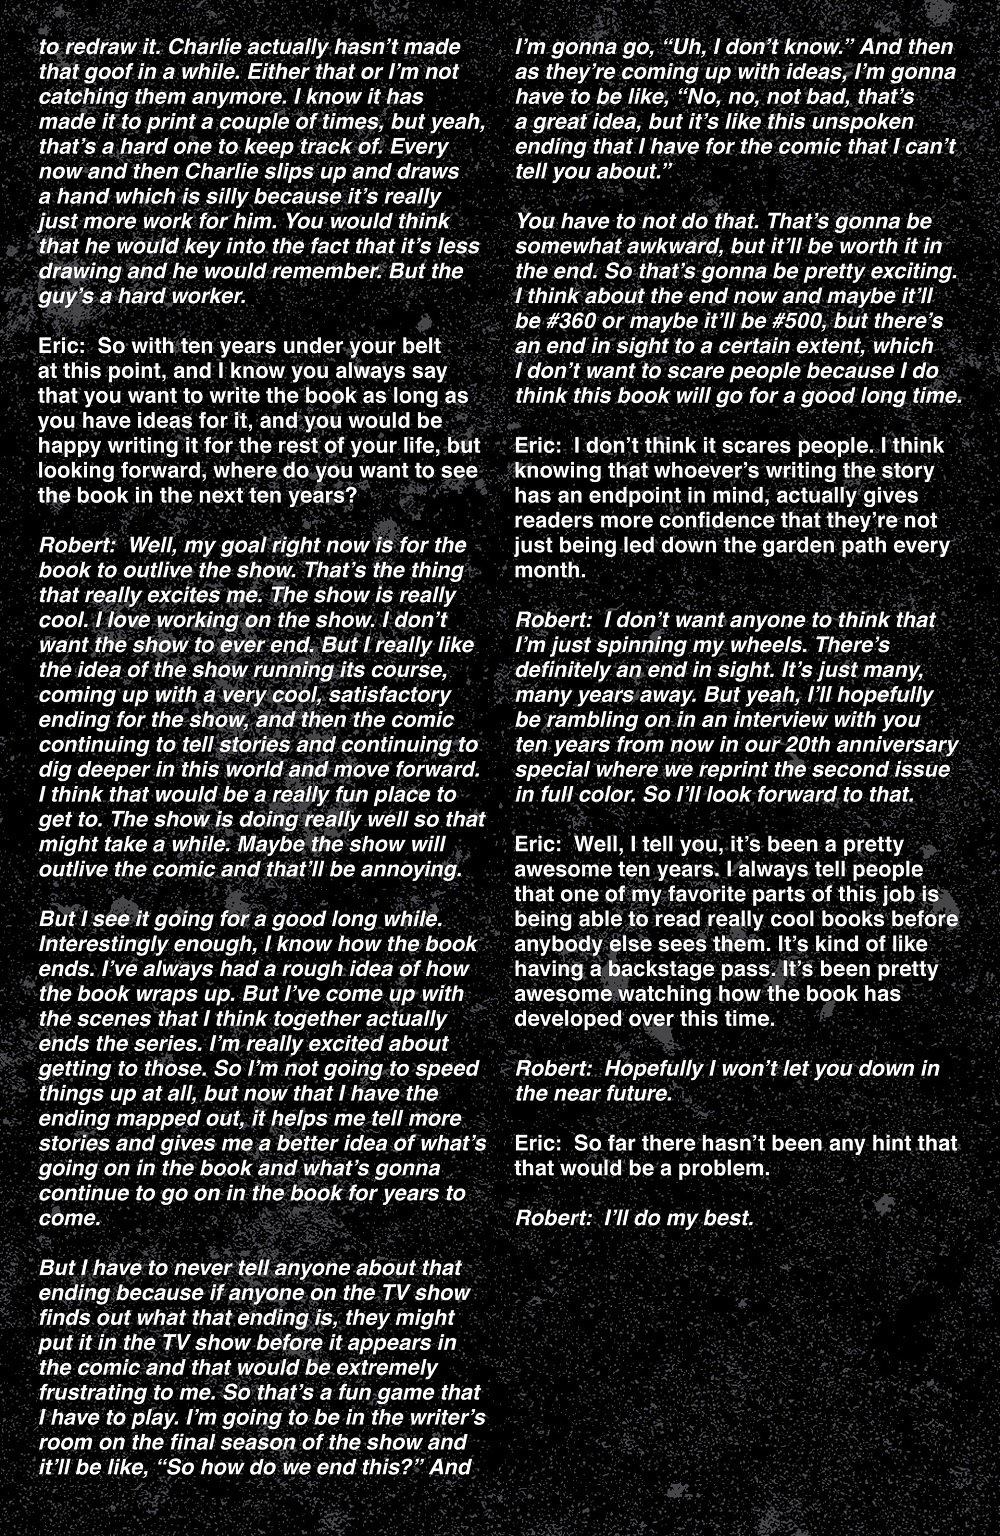 to redraw it. Charlie actually hasn’t made
that goof in a while. Either that or I’m not
catching them anymore. I know it has
made it to print a couple of times, but yeah,
that’s a hard one to keep track of. Every
now and then Charlie slips up and draws
a hand which is silly because it’s really
just more work for him. You would think
that he would key into the fact that it’s less
drawing and he would remember. But the
guy’s a hard worker.
Eric:  So with ten years under your belt
at this point, and I know you always say
that you want to write the book as long as
you have ideas for it, and you would be
happy writing it for the rest of your life, but
looking forward, where do you want to see
the book in the next ten years?
Robert:  Well, my goal right now is for the
book to outlive the show. That’s the thing
that really excites me. The show is really
cool. I love working on the show. I don’t
want the show to ever end. But I really like
the idea of the show running its course,
coming up with a very cool, satisfactory
ending for the show, and then the comic
continuing to tell stories and continuing to
dig deeper in this world and move forward.
I think that would be a really fun place to
get to. The show is doing really well so that
might take a while. Maybe the show will
outlive the comic and that’ll be annoying.
But I see it going for a good long while.
Interestingly enough, I know how the book
ends. I’ve always had a rough idea of how
the book wraps up. But I’ve come up with
the scenes that I think together actually
ends the series. I’m really excited about
getting to those. So I’m not going to speed
things up at all, but now that I have the
ending mapped out, it helps me tell more
stories and gives me a better idea of what’s
going on in the book and what’s gonna
continue to go on in the book for years to
come.
But I have to never tell anyone about that
ending because if anyone on the TV show
finds out what that ending is, they might
put it in the TV show before it appears in
the comic and that would be extremely
frustrating to me. So that’s a fun game that
I have to play. I’m going to be in the writer’s
room on the final season of the show and
it’ll be like, “So how do we end this?” And
I’m gonna go, “Uh, I don’t know.” And then
as they’re coming up with ideas, I’m gonna
have to be like, “No, no, not bad, that’s
a great idea, but it’s like this unspoken
ending that I have for the comic that I can’t
tell you about.”
You have to not do that. That’s gonna be
somewhat awkward, but it’ll be worth it in
the end. So that’s gonna be pretty exciting.
I think about the end now and maybe it’ll
be #360 or maybe it’ll be #500, but there’s
an end in sight to a certain extent, which
I don’t want to scare people because I do
think this book will go for a good long time.
Eric:  I don’t think it scares people. I think
knowing that whoever’s writing the story
has an endpoint in mind, actually gives
readers more confidence that they’re not
just being led down the garden path every
month.
Robert:  I don’t want anyone to think that
I’m just spinning my wheels. There’s
definitely an end in sight. It’s just many,
many years away. But yeah, I’ll hopefully
be rambling on in an interview with you
ten years from now in our 20th anniversary
special where we reprint the second issue
in full color. So I’ll look forward to that.
Eric:  Well, I tell you, it’s been a pretty
awesome ten years. I always tell people
that one of my favorite parts of this job is
being able to read really cool books before
anybody else sees them. It’s kind of like
having a backstage pass. It’s been pretty
awesome watching how the book has
developed over this time.
Robert:  Hopefully I won’t let you down in
the near future.
Eric:  So far there hasn’t been any hint that
that would be a problem.
Robert:  I’ll do my best.